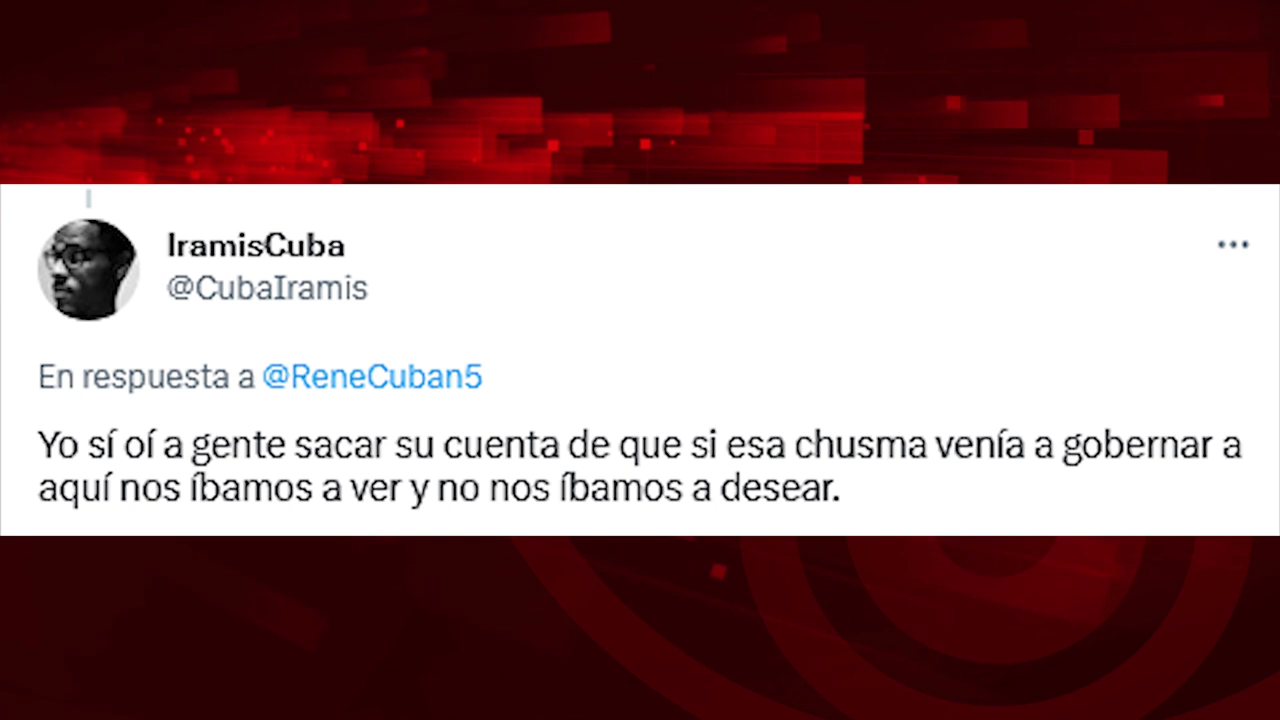 IramisCuba
@CubaIramis
En respuesta a @ReneCuban5
Yo sí oí a gente sacar su cuenta de que si esa chusma venía a gobernar a
aquí nos íbamos a ver y no nos íbamos a desear.